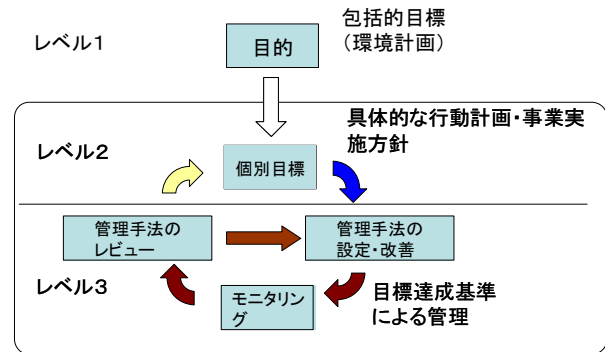 レベル1
目的
包括的目標
(環境計画)
レベル2
個別目標
具体的な行動計画・事業実
施方針
管理手法の
レビュー
管理手法の
設定・改善
レベル3
モニタリン
グ
目標達成基準
による管理